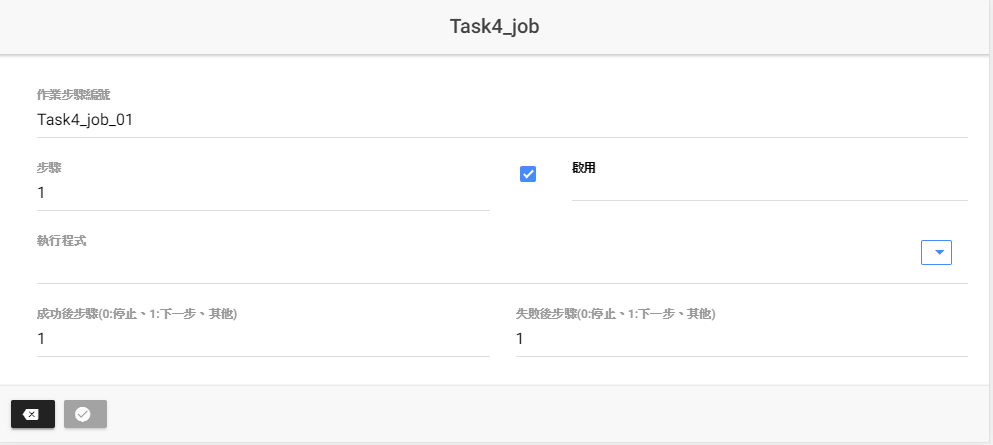 Task4_job
作業步驟編號
Task4_job_01
步驟
1
啟用
執行程式
成功後步驟(0:停止、1:下一步、其他)
1
失敗後步驟(0:停止、1:下一步、其他)
1